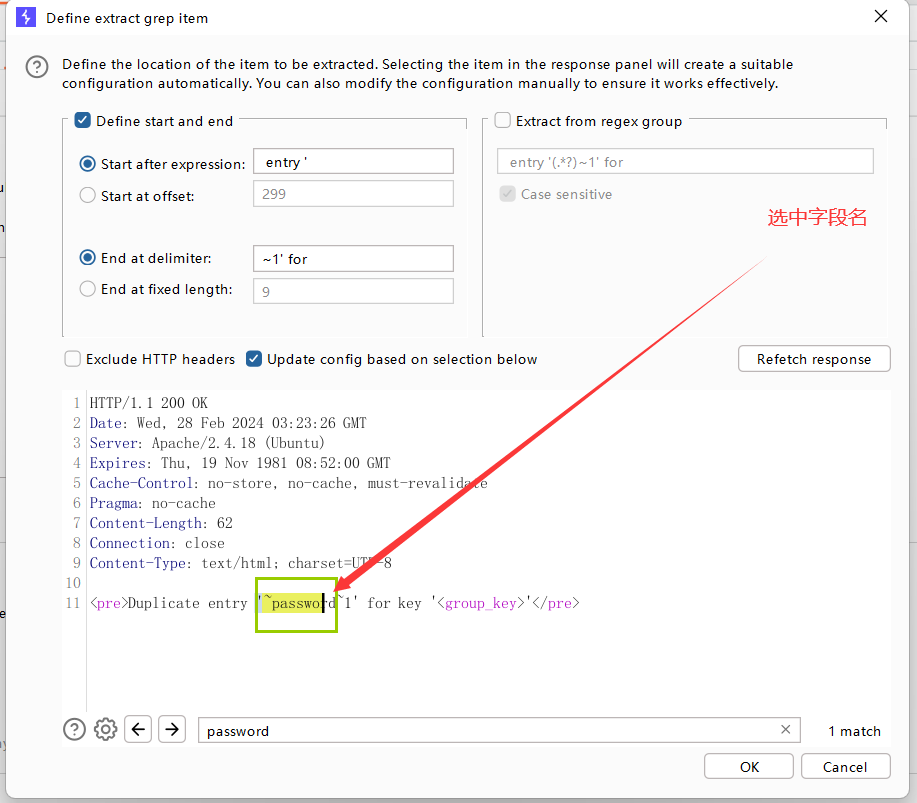 Define extract grep item
Define the location of the item to be extracted. Selecting the item in the response panel will create a suitable
configuration automatically. You can also modify the configuration manually to ensure it works effectively.
Define start and end
Start after expression: entry '
Start at offset: 299
End at delimiter: ~1' for
End at fixed length: 9
Extract from regex group
entry '(.*?)~1' for
Case sensitive
选中字段名
Exclude HTTP headers Update config based on selection below Refetch response
1 HTTP/1.1 200 OK
2 Date: Wed, 28 Feb 2024 03:23:26 GMT
3 Server: Apache/2.4.18 (Ubuntu)
4 Expires: Thu, 19 Nov 1981 08:52:00 GMT
5 Cache-Control: no-store, no-cache, must-revalidate
6 Pragma: no-cache
7 Content-Length: 62
8 Connection: close
9 Content-Type: text/html; charset=UTF-8
10
11 <pre>Duplicate entry '~password~1' for key '<group_key>'</pre>
password 1 match
OK Cancel